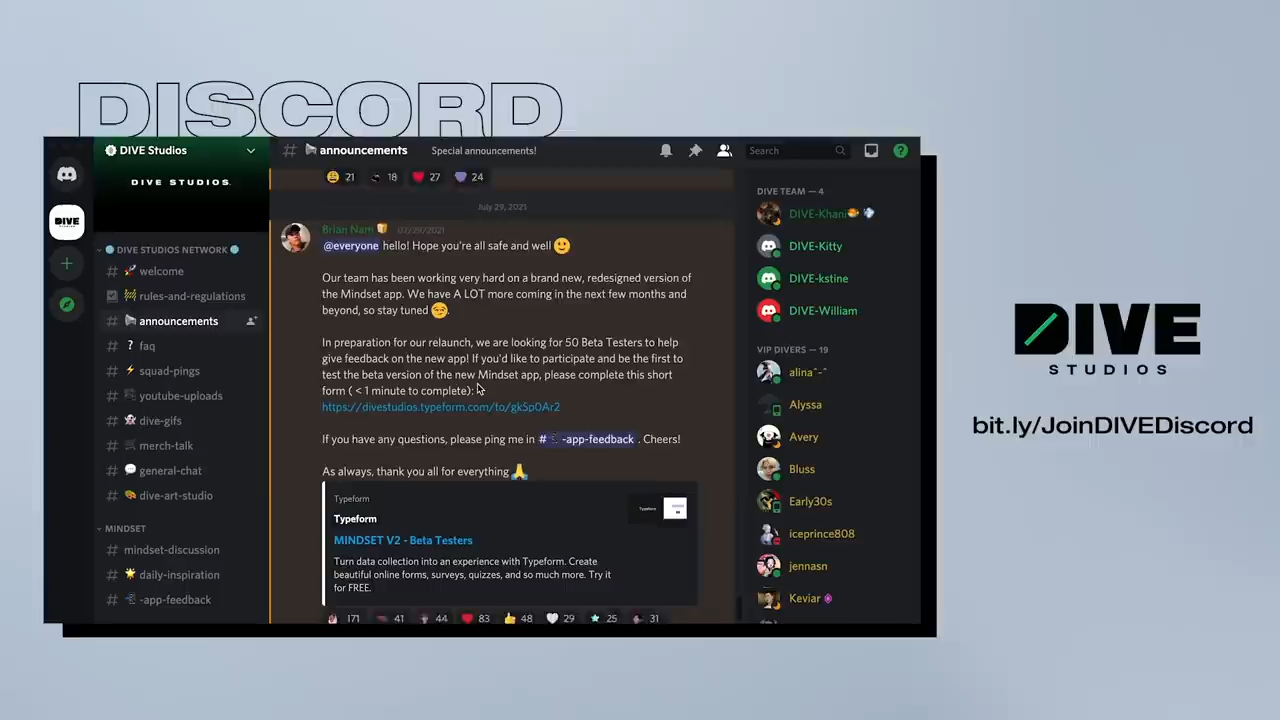 DISCORD
DIVE Studios
# announcements
Special announcements!
Search
DIVE STUDIOS
DIVE
DIVE STUDIOS NETWORK
# welcome
rules-and-regulations
# announcements
# ? faq
# squad-pings
# youtube-uploads
# dive-gifs
# merch-talk
# general-chat
# dive-art-studio
MINDSET
# mindset-discussion
# daily-inspiration
# -app-feedback
21 18 27 24
July 29, 2021
Brian Nam 07/29/2021
@everyone hello! Hope you're all safe and well
Our team has been working very hard on a brand new, redesigned version of
the Mindset app. We have A LOT more coming in the next few months and
beyond, so stay tuned .
In preparation for our relaunch, we are looking for 50 Beta Testers to help
give feedback on the new app! If you'd like to participate and be the first to
test the beta version of the new Mindset app, please complete this short
form ( < 1 minute to complete):
https://divestudios.typeform.com/to/gkSp0Ar2
If you have any questions, please ping me in # -app-feedback . Cheers!
As always, thank you all for everything
Typeform
Typeform
MINDSET V2 - Beta Testers
Turn data collection into an experience with Typeform. Create
beautiful online forms, surveys, quizzes, and so much more. Try it
for FREE.
171 41 44 83 48 29 25 31
DIVE TEAM — 4
DIVE-Khani
DIVE-Kitty
DIVE-kstine
DIVE-William
VIP DIVERS — 19
alina^-^
Alyssa
Avery
Bluss
Early30s
iceprince808
jennasn
Keviar
DIVE
STUDIOS
bit.ly/JoinDIVEDiscord